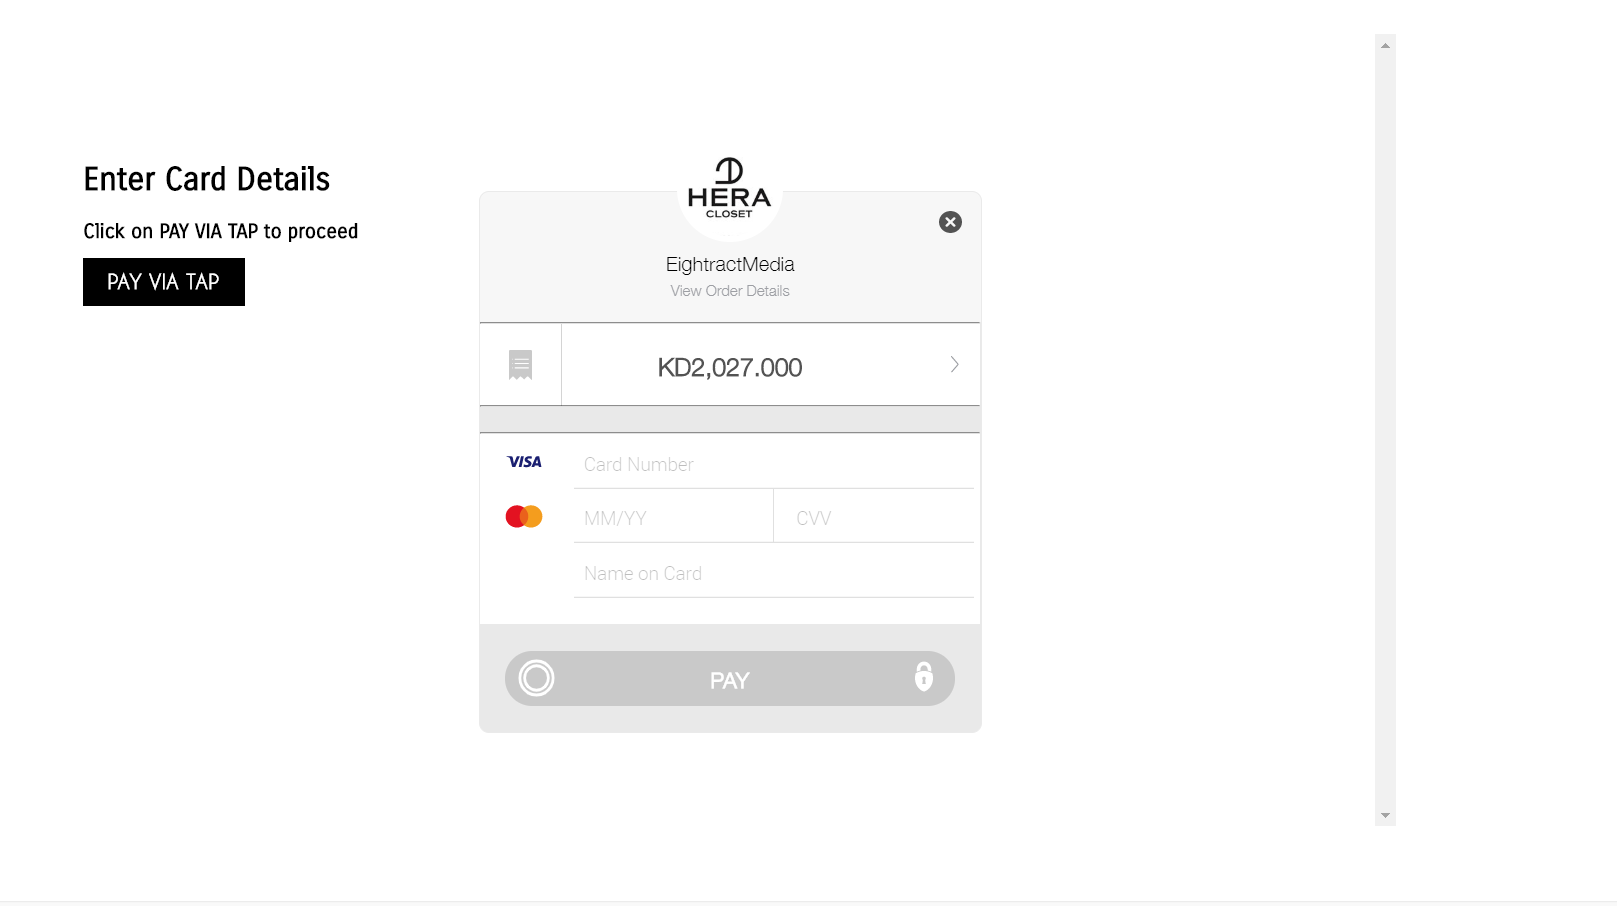 Enter Card Details
Click on PAY VIA TAP to proceed
PAY VIA TAP
HERA
CLOSET
EightractMedia
View Order Details
KD2,027.000
VISA
Card Number
MM/YY
CVV
Name on Card
PAY